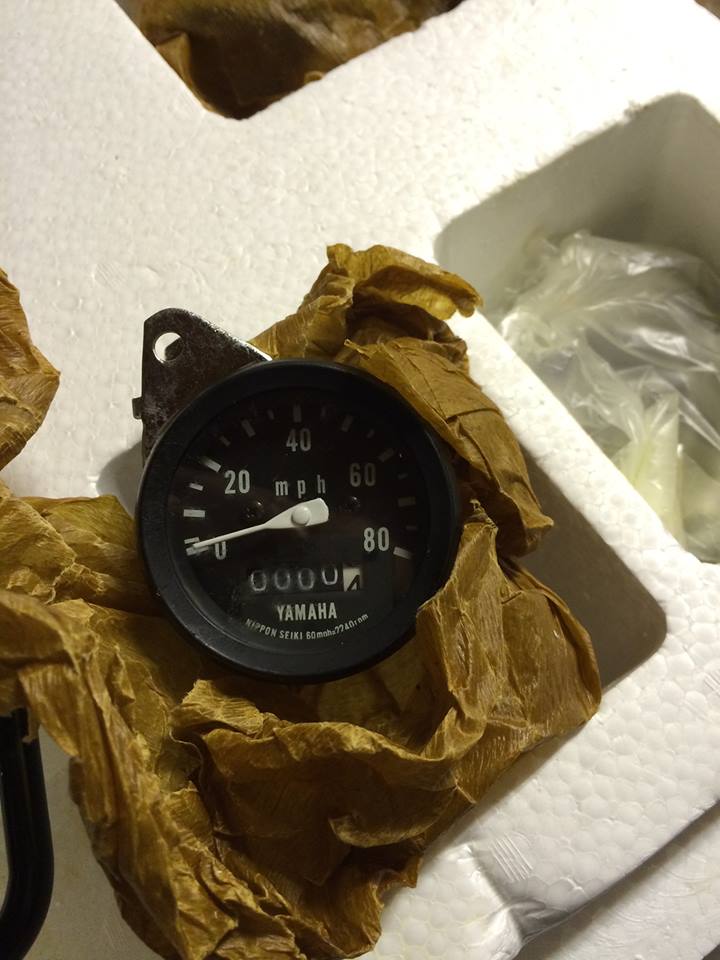 40
20 60
mph
0 80
0000
YAMAHA
NIPPON SEIKI 60mph=2240rpm